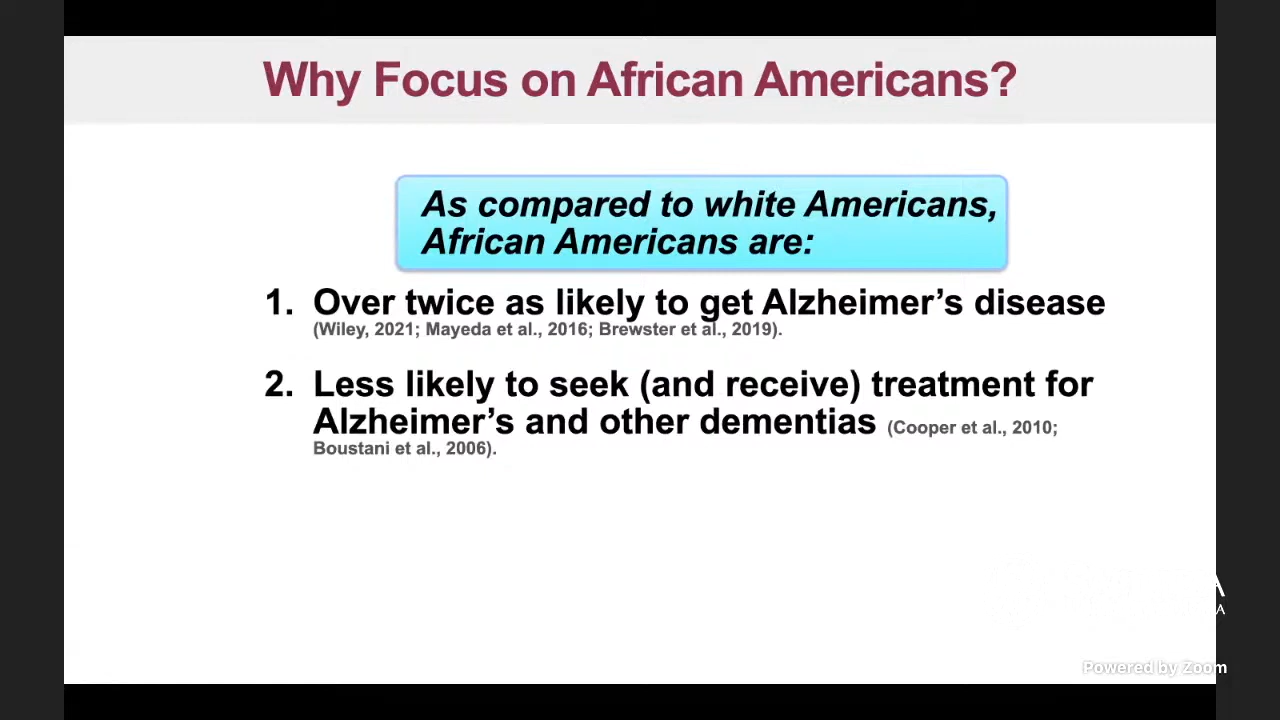 Why Focus on African Americans?
As compared to white Americans,
African Americans are:
1. Over twice as likely to get Alzheimer’s disease
(Wiley, 2021; Mayeda et al., 2016; Brewster et al., 2019).
2. Less likely to seek (and receive) treatment for
Alzheimer’s and other dementias (Cooper et al., 2010;
Boustani et al., 2006).
Powered by Zoom